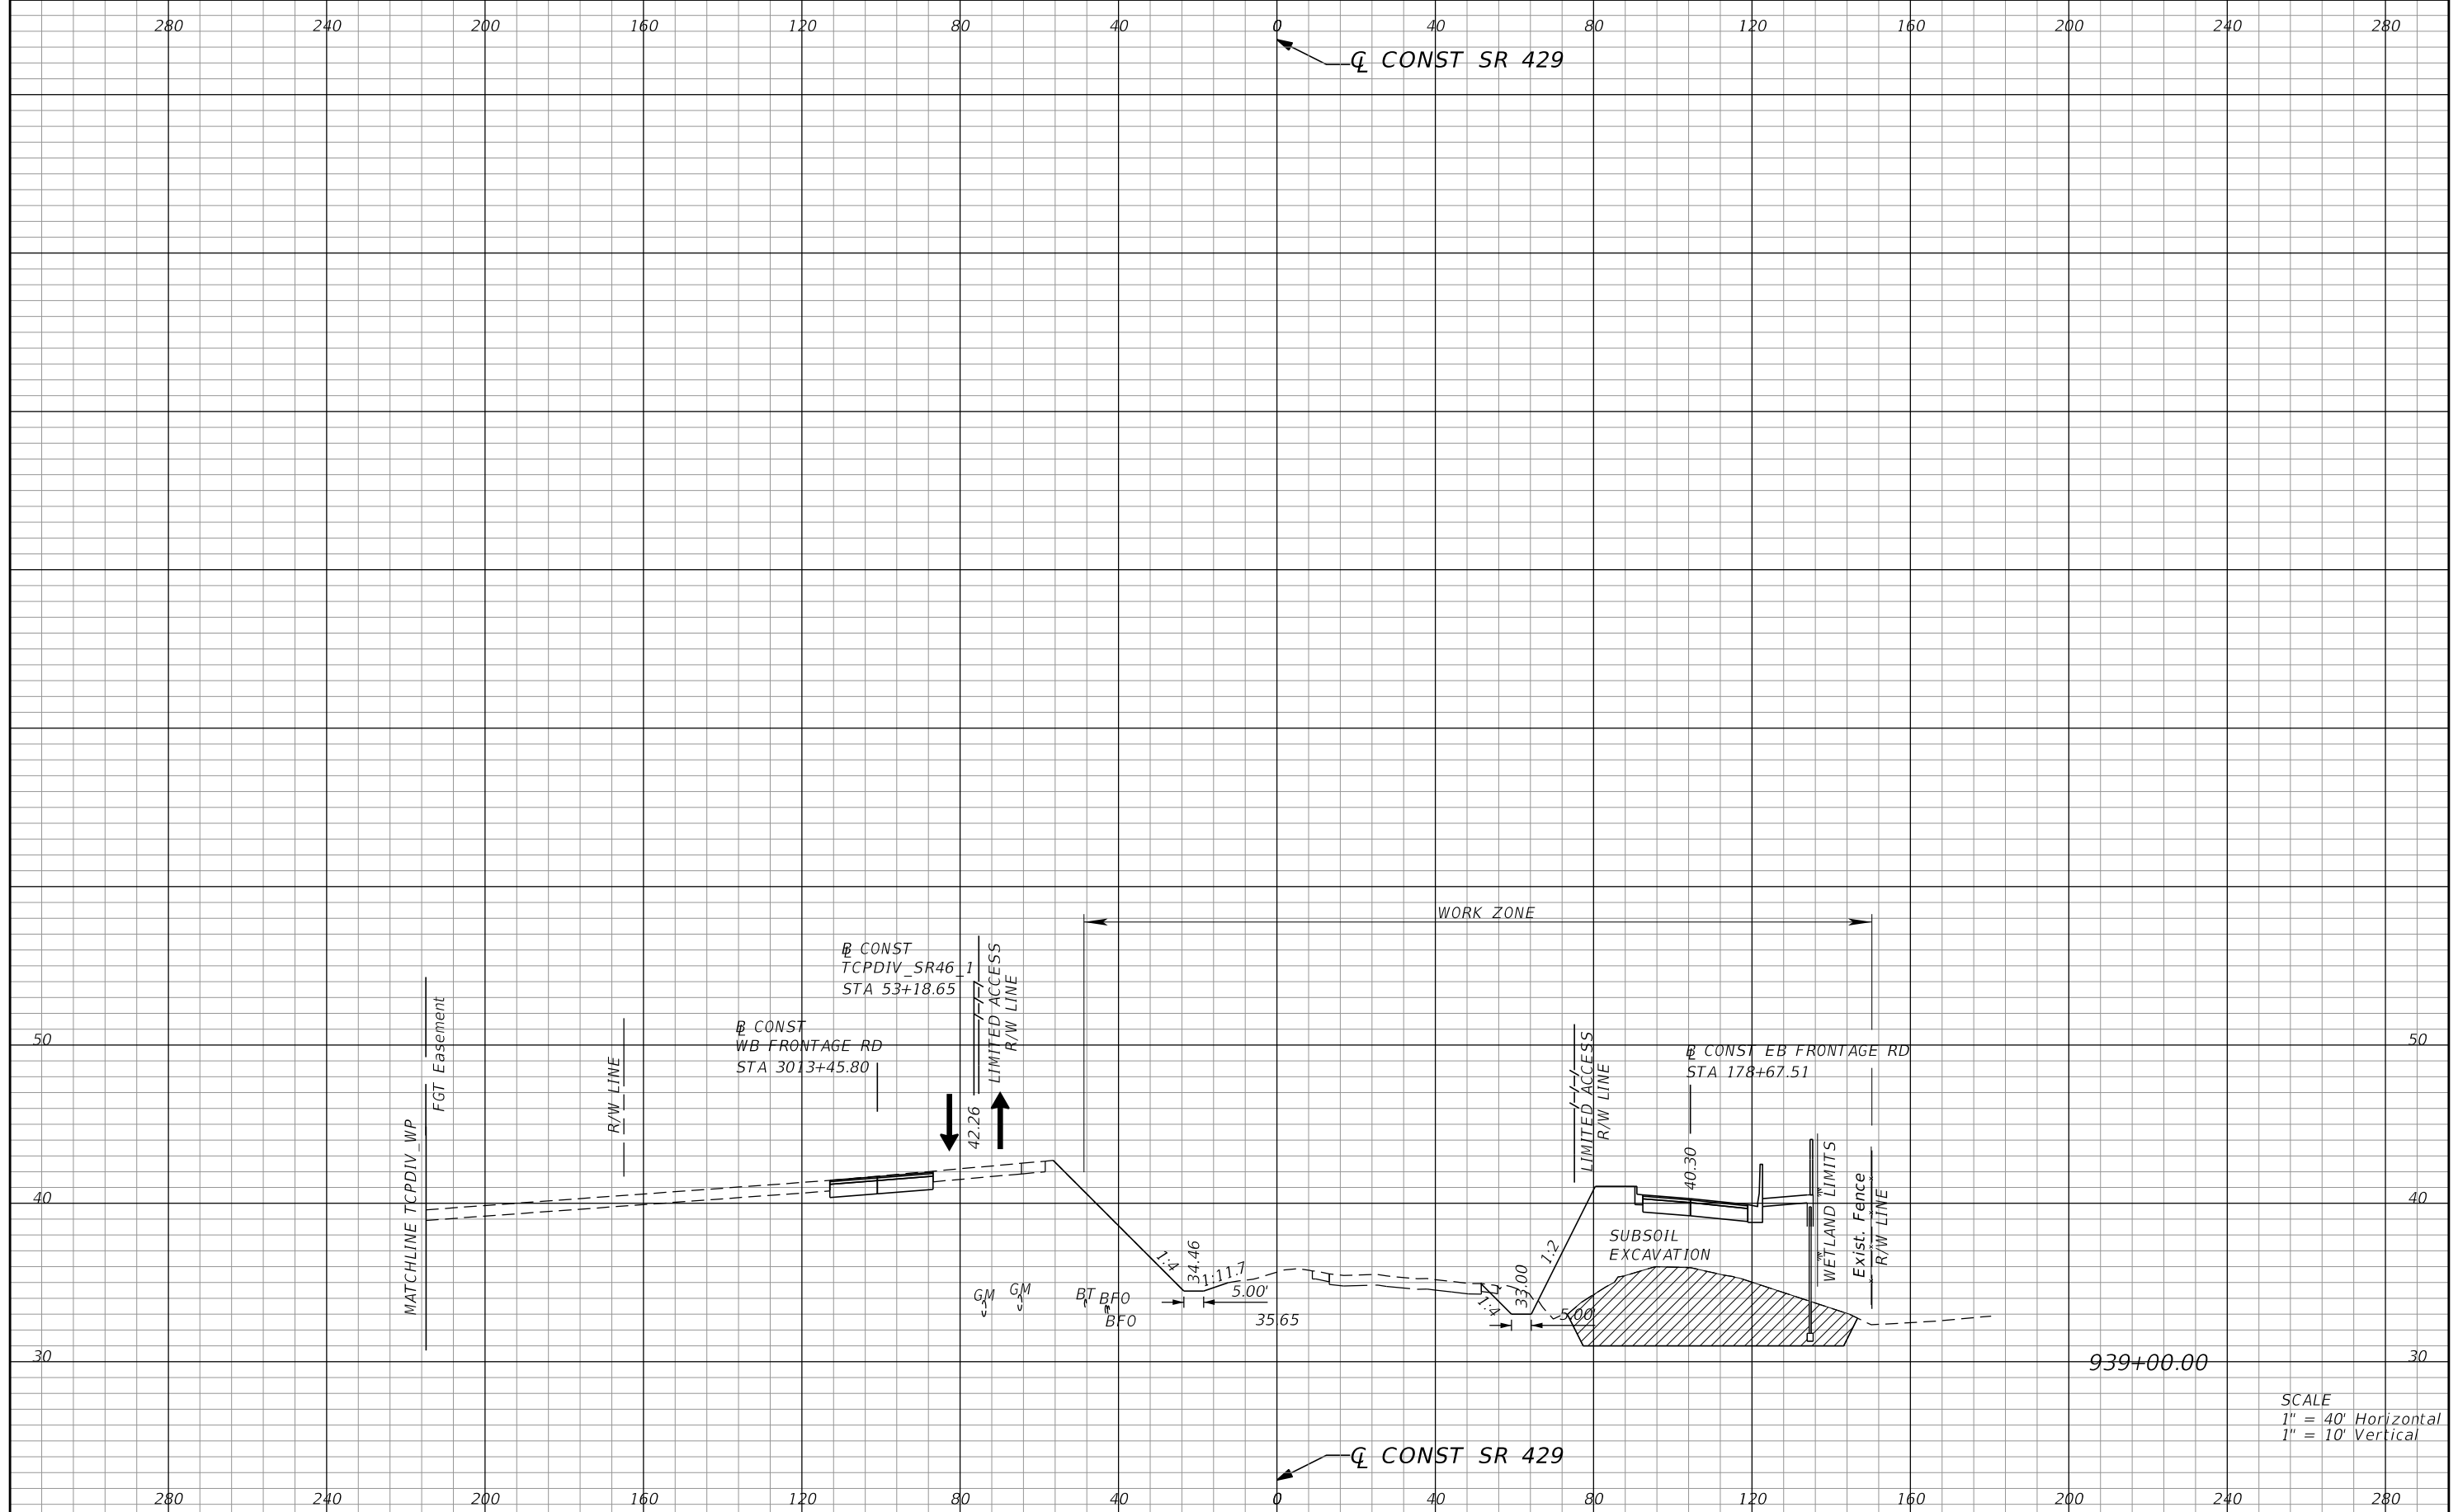 280 240 200 160 120 80 40 0 40 80 120 160 200 240 280
℄ CONST SR 429
WORK ZONE
B CONST
TCPDIV_SR46_1
STA 53+18.65
LIMITED ACCESS
R/W LINE
B CONST
WB FRONTAGE RD
STA 3013+45.80
FGT Easement
MATCHLINE TCPDIV_WP
R/W LINE
42.26
LIMITED ACCESS
R/W LINE
B CONST EB FRONTAGE RD
STA 178+67.51
40.30
WETLAND LIMITS
Exist. Fence
R/W LINE
50 50
40 40
SUBSOIL
EXCAVATION
1:4
34.46
1:11.7
5.00'
35.65
1:4
33.00
1:2
5.00'
GM
GM
BT
BFO
BFO
30 30
939+00.00
SCALE
1" = 40' Horizontal
1" = 10' Vertical
℄ CONST SR 429
280 240 200 160 120 80 40 0 40 80 120 160 200 240 280